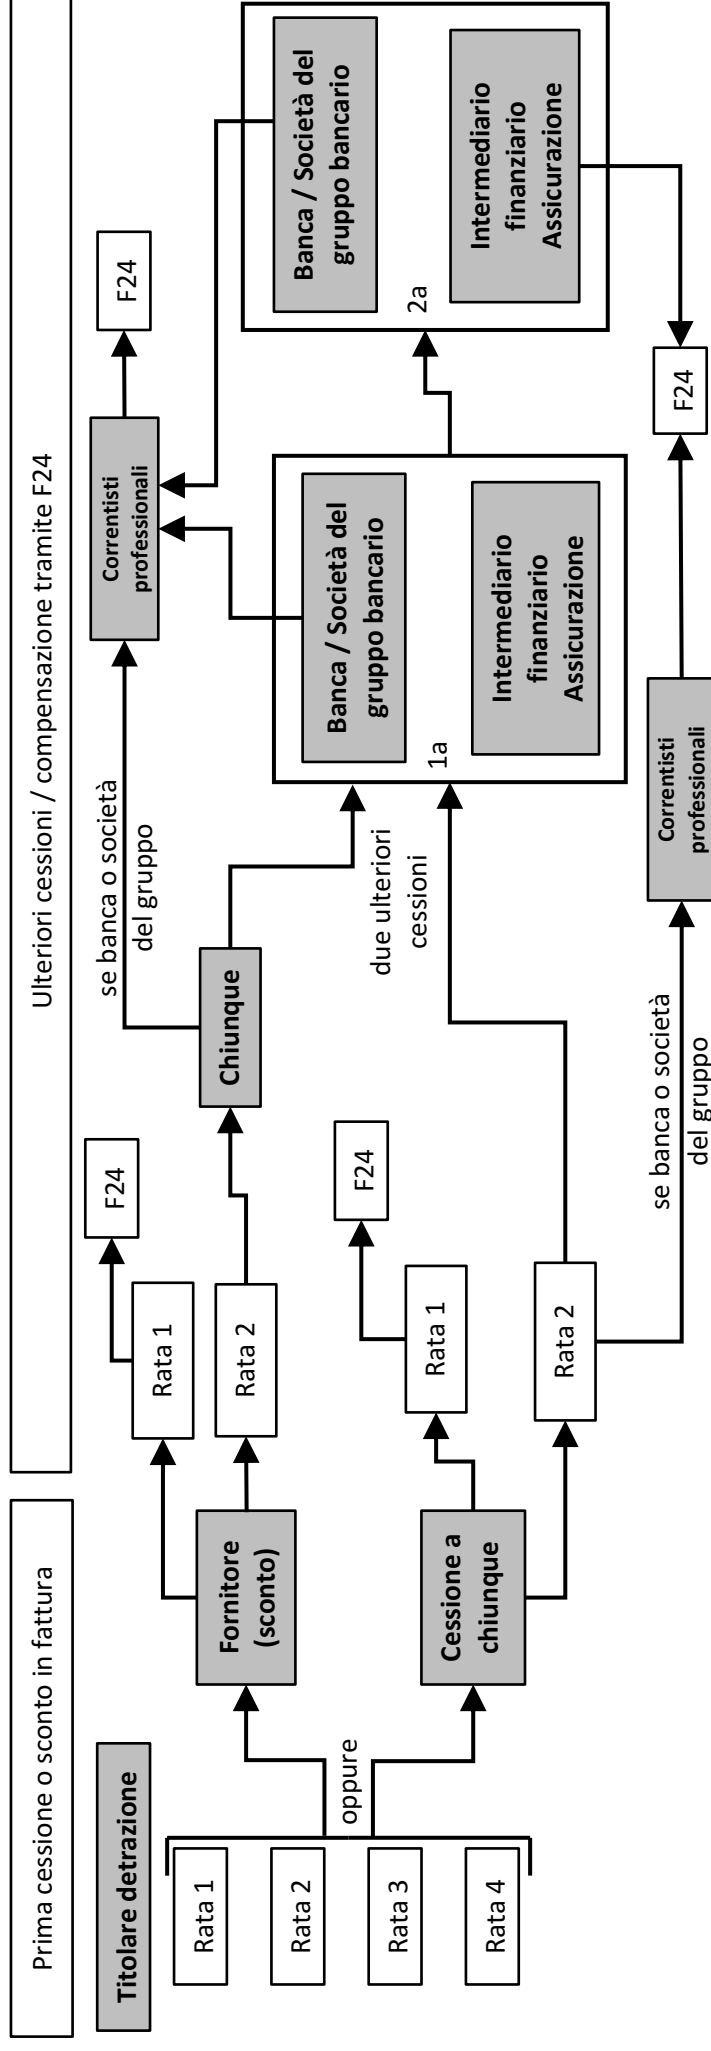 Prima cessione o sconto in fattura
Ulteriori cessioni / compensazione tramite F24
Titolare detrazione
Rata 1
Rata 2
Rata 3
Rata 4
oppure
Fornitore
(sconto)
Rata 1
F24
Rata 2
Chiunque
se banca o società
del gruppo
Correntisti
professionali
F24
Cessione a
chiunque
Rata 1
F24
Rata 2
due ulteriori
cessioni
1a
Banca / Società del
gruppo bancario
Intermediario
finanziario
Assicurazione
2a
Banca / Società del
gruppo bancario
Intermediario
finanziario
Assicurazione
se banca o società
del gruppo
Correntisti
professionali
F24